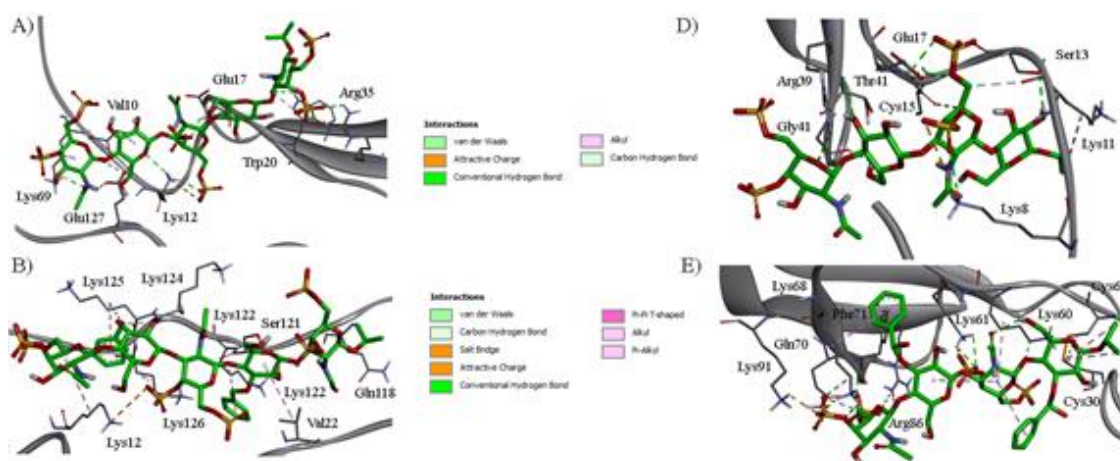 A)
Val10
Glu17
Arg35
Trp20
Lys69
Glu127
Lys12
Interactions
van der Waals
Attractive Charge
Conventional Hydrogen Bond
Alkyl
Carbon Hydrogen Bond
D)
Glu17
Ser13
Arg39
Thr41
Cys15
Gly41
Lys11
Lys8
B)
Lys125
Lys124
Lys122
Ser121
Lys122
Gln118
Lys126
Val22
Lys12
Interactions
van der Waals
Carbon Hydrogen Bond
Salt Bridge
Attractive Charge
Conventional Hydrogen Bond
Pi-Pi T-shaped
Alkyl
Pi-Alkyl
E)
Lys68
Lys61
Lys60
Gln70
Lys91
Cys30
Arg86